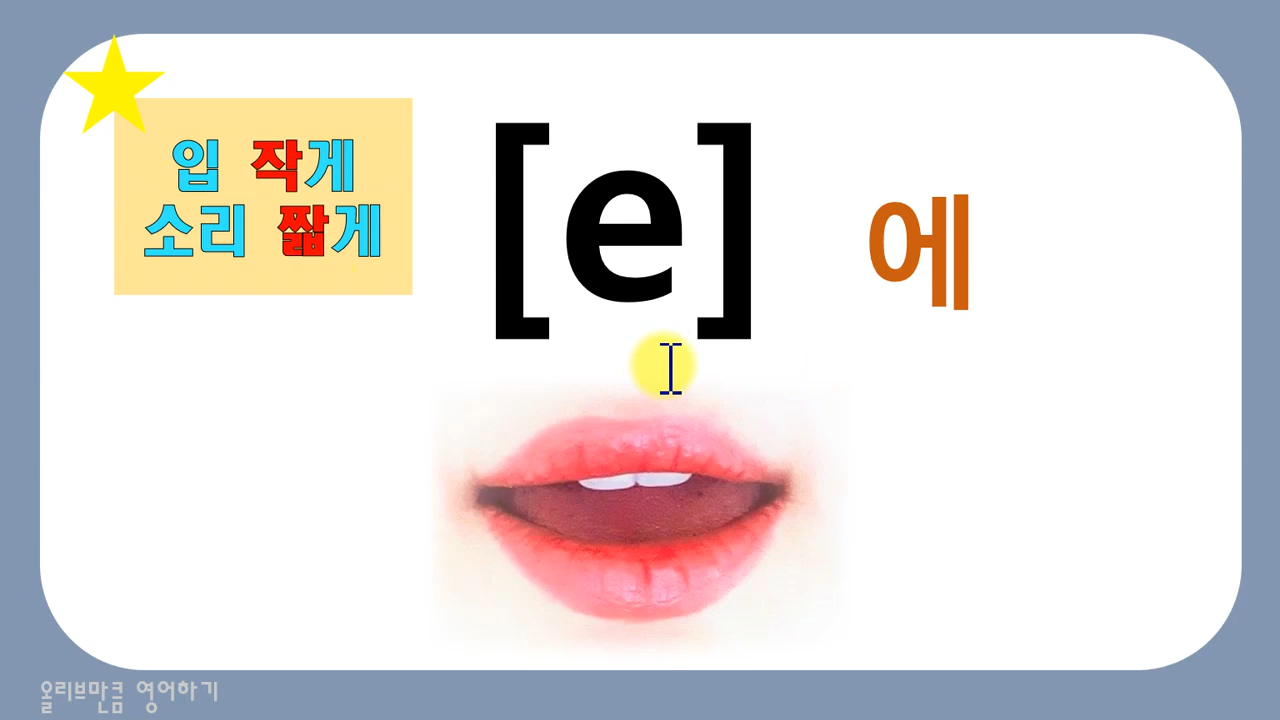 입 작게
소리 짧게
[e]
에
올리브만큼 영어하기